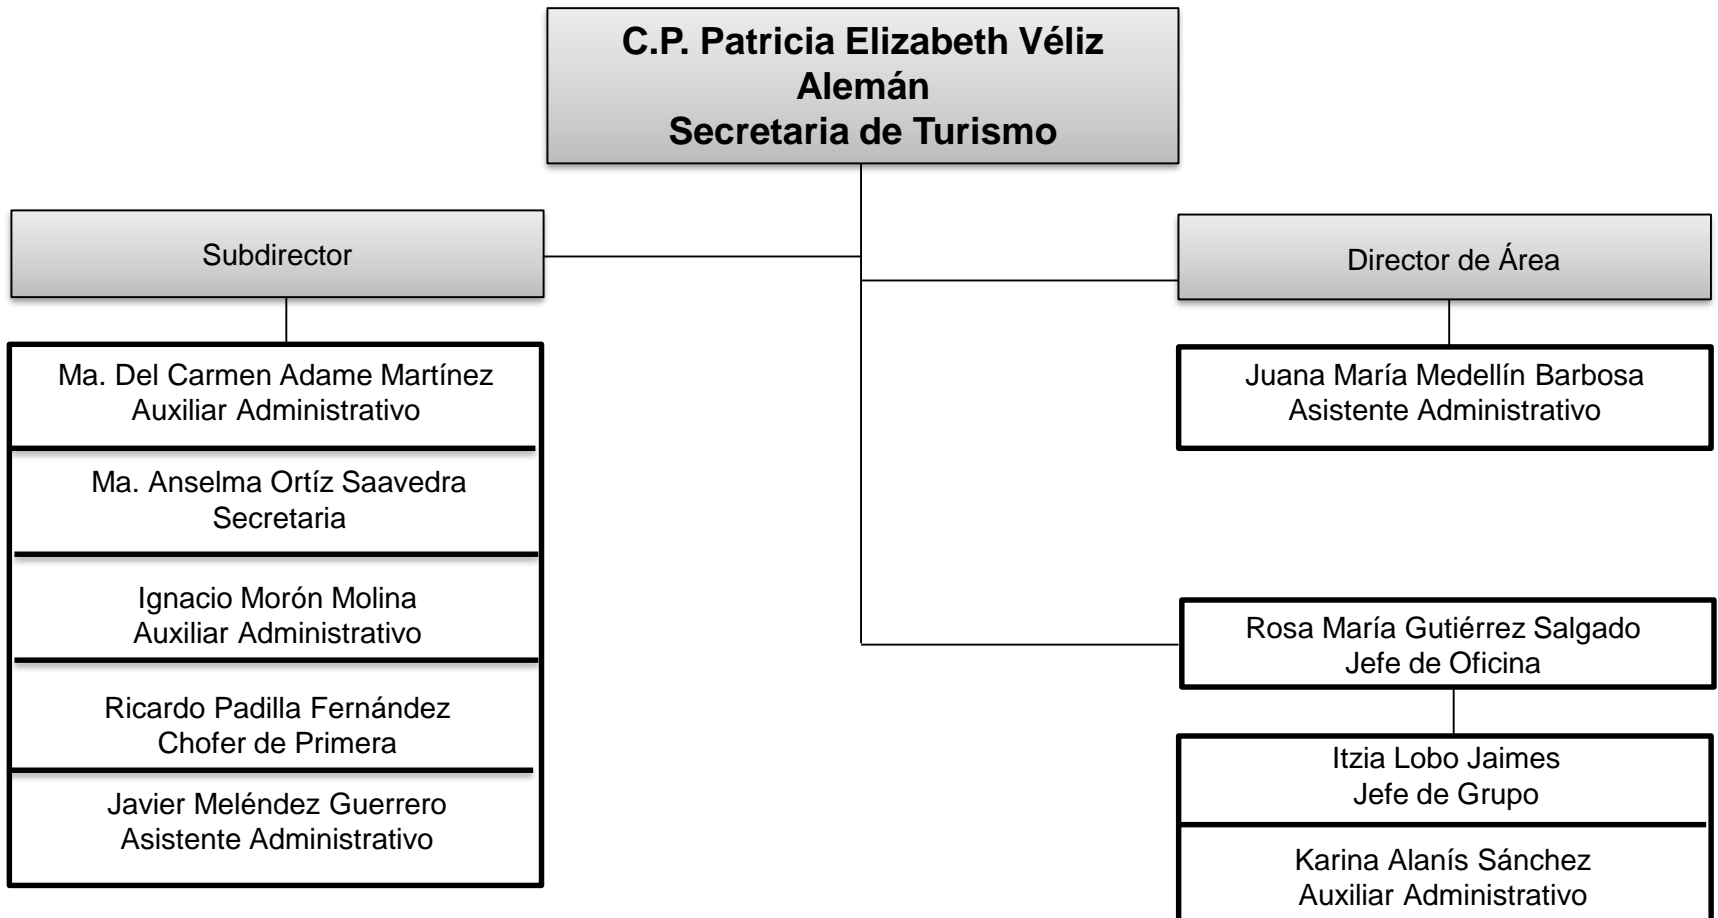 C.P. Patricia Elizabeth Véliz
Alemán
Secretaria de Turismo
Subdirector
Director de Área
Ma. Del Carmen Adame Martínez
Auxiliar Administrativo
Ma. Anselma Ortíz Saavedra
Secretaria
Ignacio Morón Molina
Auxiliar Administrativo
Ricardo Padilla Fernández
Chofer de Primera
Javier Meléndez Guerrero
Asistente Administrativo
Juana María Medellín Barbosa
Asistente Administrativo
Rosa María Gutiérrez Salgado
Jefe de Oficina
Itzia Lobo Jaimes
Jefe de Grupo
Karina Alanís Sánchez
Auxiliar Administrativo